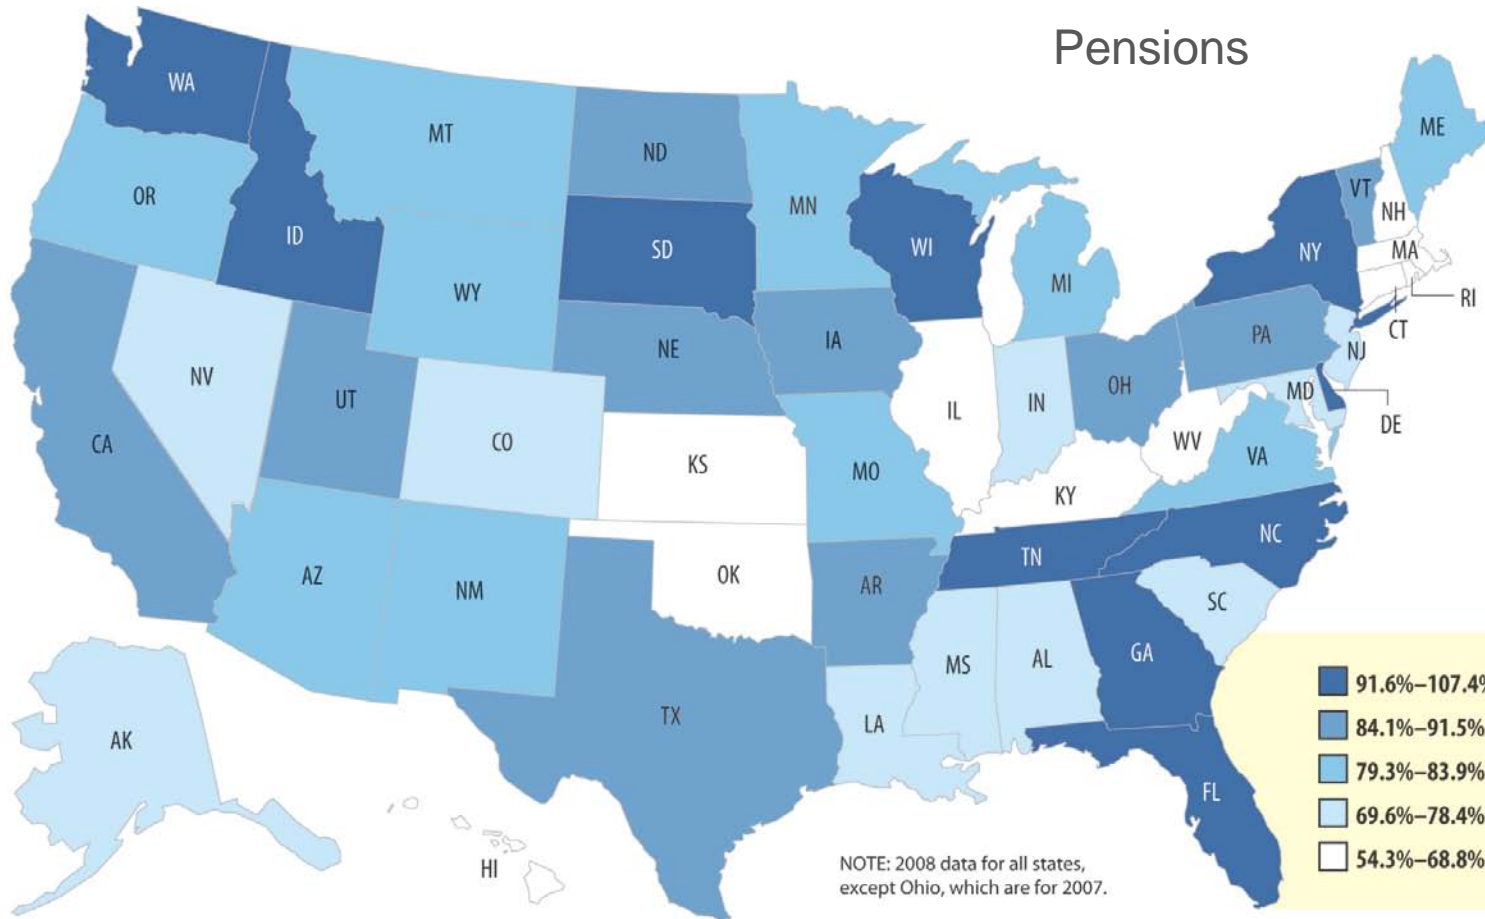 Pensions
WA
MT
ND
ME
OR
MN
VT
ID
SD
WI
NH
NY
MA
WY
MI
RI
NE
IA
PA
CT
NV
UT
OH
NJ
CA
CO
IL
IN
MD
DE
KS
MO
WV
VA
KY
AZ
NM
OK
AR
TN
NC
SC
MS
AL
GA
TX
LA
AK
FL
HI
91.6%–107.4%
84.1%–91.5%
79.3%–83.9%
69.6%–78.4%
54.3%–68.8%
NOTE: 2008 data for all states,
except Ohio, which are for 2007.